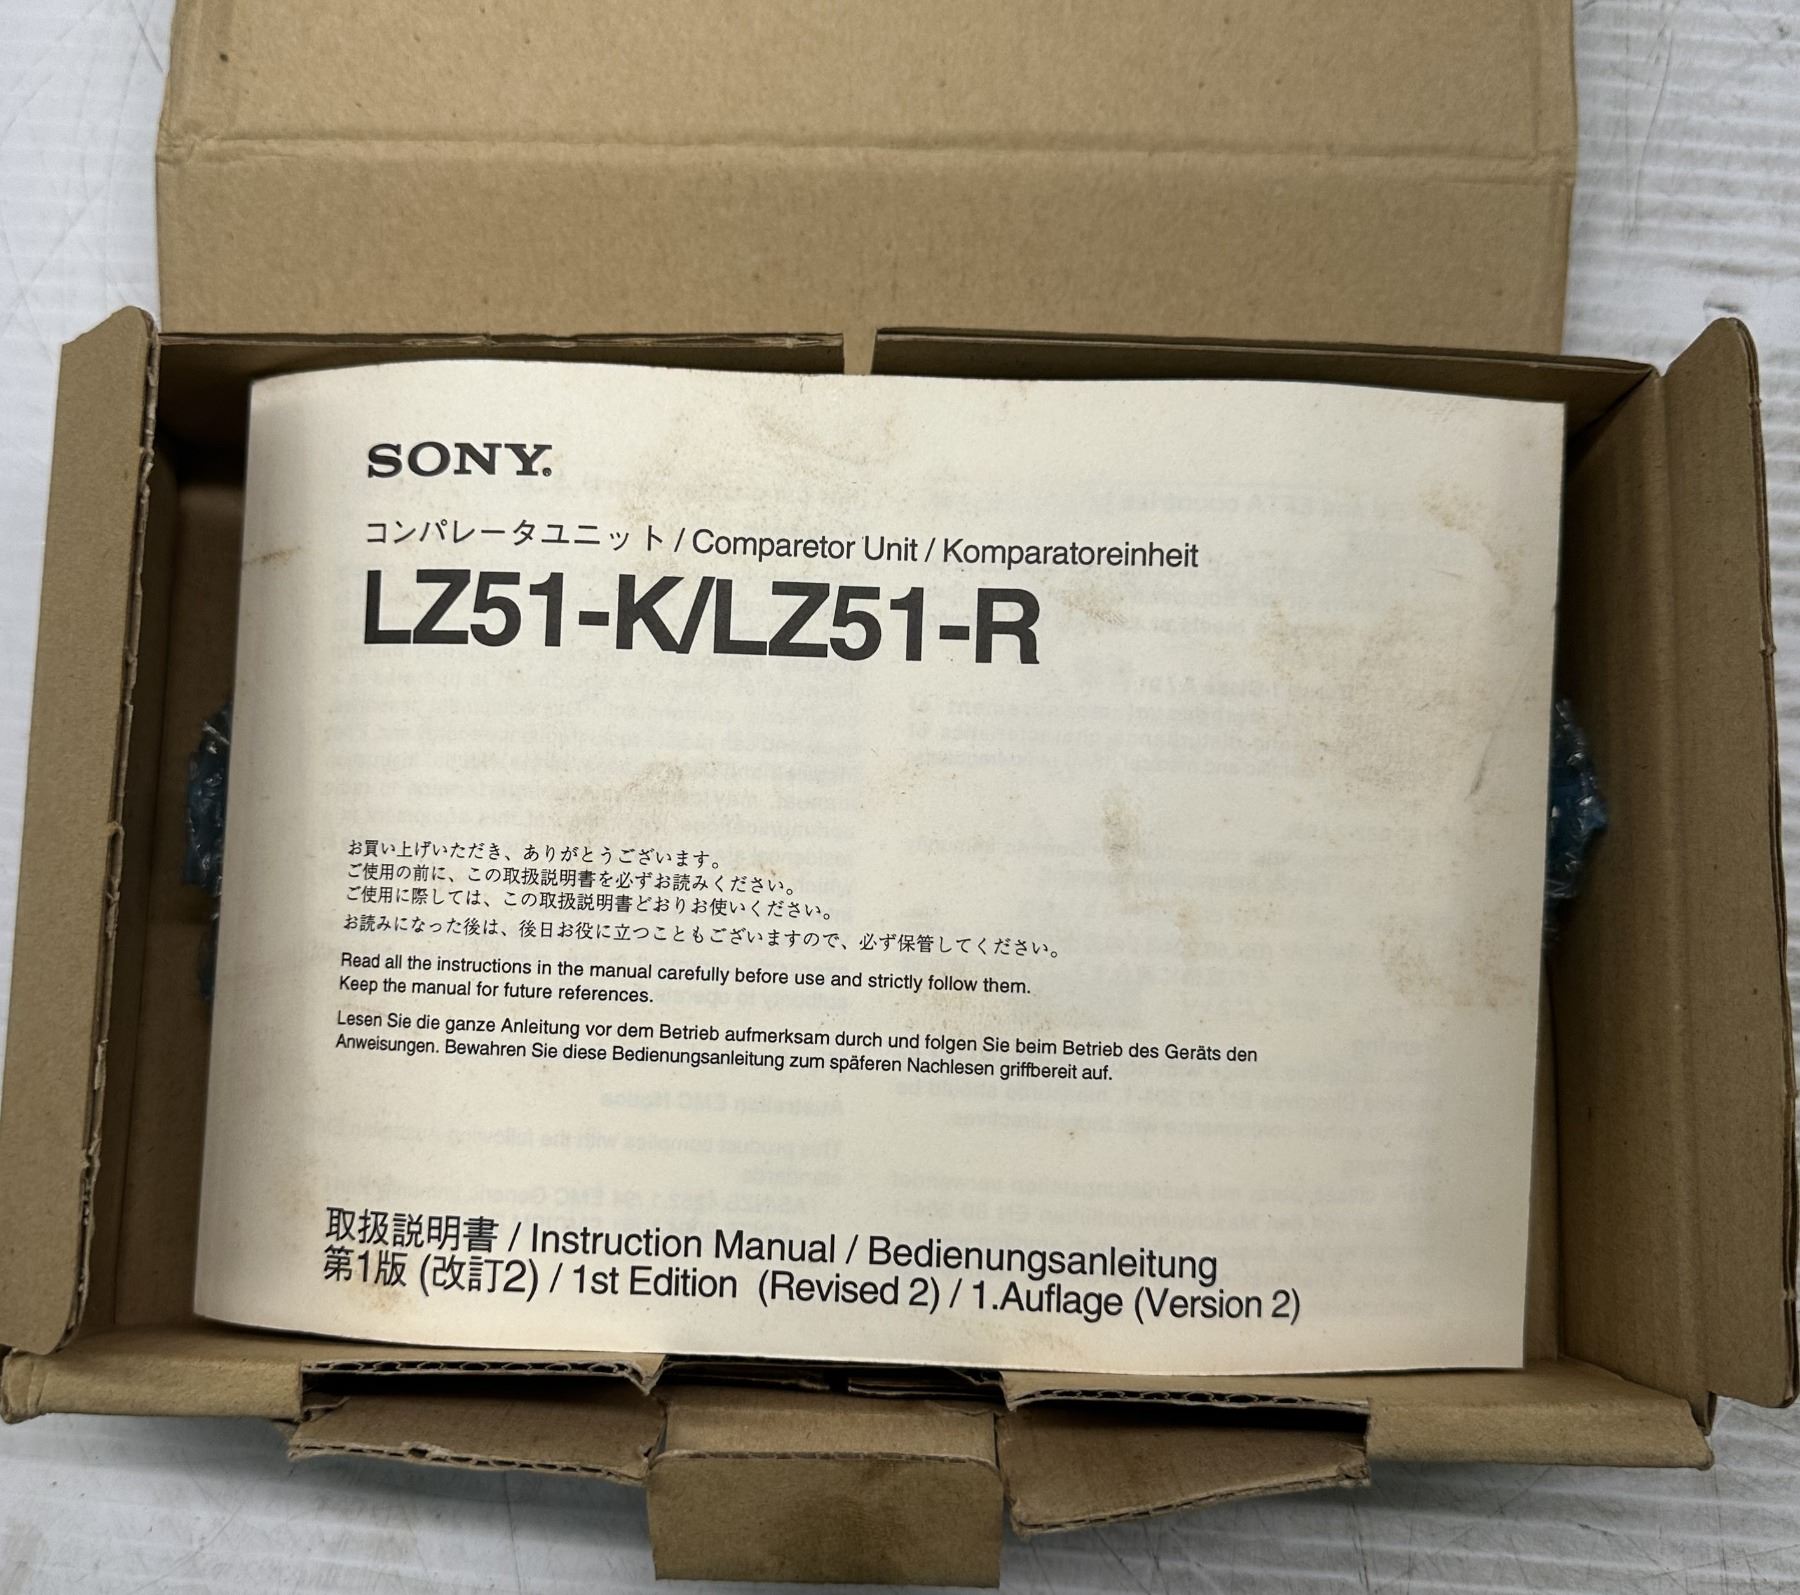 SONY®
コンパレータユニット / Comparetor Unit / Komparatoreinheit
LZ51-K/LZ51-R
お買い上げいただき、ありがとうございます。
ご使用の前に、この取扱説明書を必ずお読みください。
ご使用に際しては、この取扱説明書どおりお使いください。
お読みになった後は、後日お役に立つこともございますので、必ず保管してください。
Read all the instructions in the manual carefully before use and strictly follow them.
Keep the manual for future references.
Lesen Sie die ganze Anleitung vor dem Betrieb aufmerksam durch und folgen Sie beim Betrieb des Geräts den
Anweisungen. Bewahren Sie diese Bedienungsanleitung zum späferen Nachlesen griffbereit auf.
取扱説明書 / Instruction Manual / Bedienungsanleitung
第1版 (改訂2) / 1st Edition (Revised 2) / 1.Auflage (Version 2)